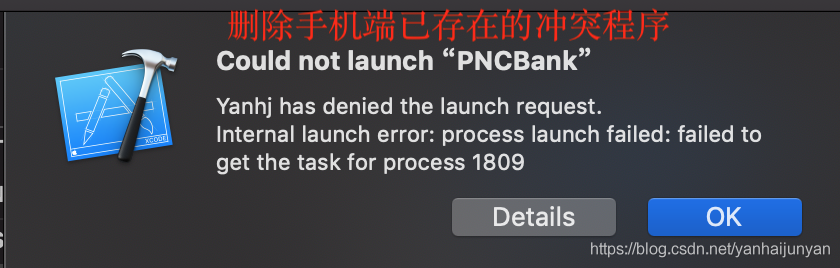 删除手机端已存在的冲突程序
Could not launch “PNCBank”
Yanhj has denied the launch request.
Internal launch error: process launch failed: failed to
get the task for process 1809
XCODE
Details
OK
https://blog.csdn.net/yanhaijunyan